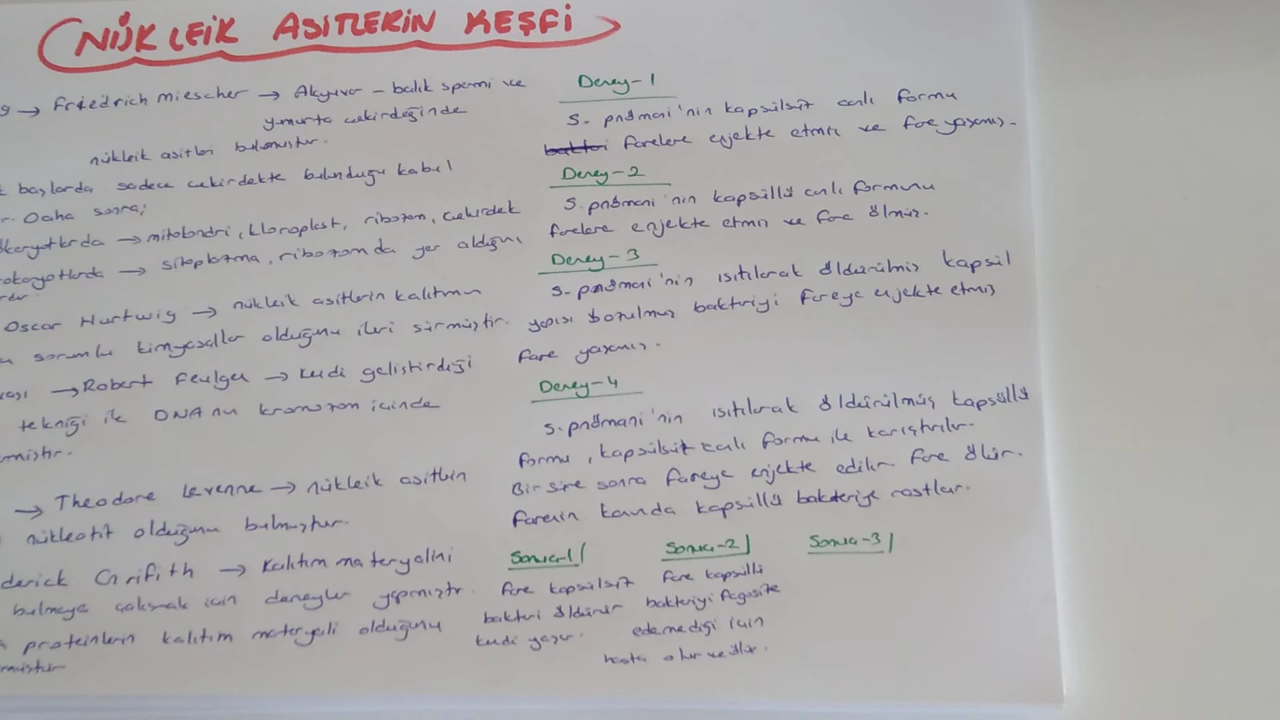 NÜKLEİK ASİTLERİN KEŞFİ
→ Friedrich Miescher → Akyuvar - balık spermi ve
yumurta çekirdeğinde
nükleik asitleri bulmuştur.
başlarda sadece çekirdekte bulunduğu kabul
Daha sonra;
→ mitokondri, kloroplast, ribozom, çekirdek
→ sitoplazma, ribozomda yer aldığını
Oscar Hurtwig → nükleik asitlerin kalıtımın
sorumlu kimyasallar olduğunu ileri sürmüştür.
→ Robert Feulgen → kendi geliştirdiği
tekniği ile DNA nın kromozom içinde
→ Theodore Levenne → nükleik asitlerin
nükleotit olduğunu bulmuştur.
Griffith → Kalıtım materyalini
bulmaya çalışmak için deneyler yapmıştır.
proteinlerin kalıtım materyali olduğunu
Deney-1
S. pnömoni'nin kapsülsüz canlı formu
farelere enjekte etmiş ve fare yaşamış.
Deney-2
S. pnömoni'nin kapsüllü canlı formunu
farelere enjekte etmiş ve fare ölmüş.
Deney-3
S. pnömoni'nin ısıtılarak öldürülmüş kapsül
yapısı bozulmuş bakteriyi fareye enjekte etmiş
fare yaşamış.
Deney-4
S. pnömoni'nin ısıtılarak öldürülmüş kapsüllü
formu, kapsülsüz canlı formu ile karıştırılır.
Bir süre sonra fareye enjekte edilir fare ölür.
Farenin kanında kapsüllü bakteriye rastlar.
Sonuç-1
Fare kapsülsüz
bakteri öldürür
kendi yaşar.
Sonuç-2
Fare kapsüllü
bakteriyi fagosite
edemediği için
hasta olur ve ölür.
Sonuç-3